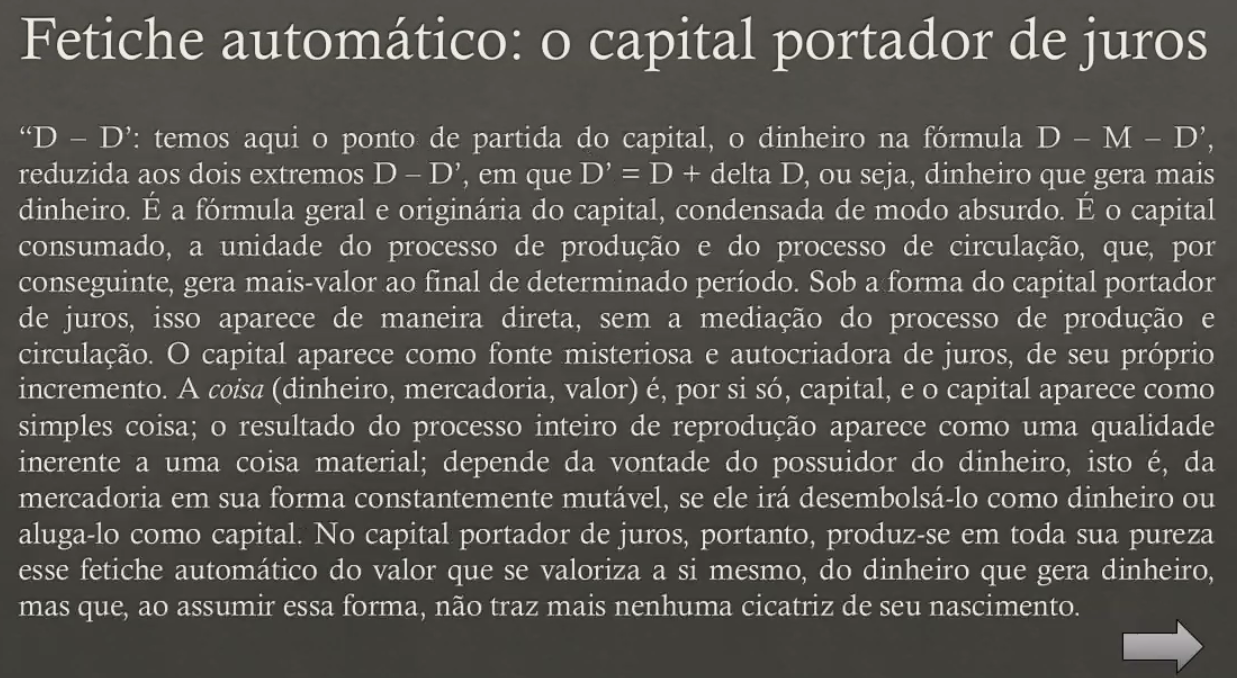 Fetiche automático: o capital portador de juros
“D – D’: temos aqui o ponto de partida do capital, o dinheiro na fórmula D – M – D’,
reduzida aos dois extremos D – D’, em que D’ = D + delta D, ou seja, dinheiro que gera mais
dinheiro. É a fórmula geral e originária do capital, condensada de modo absurdo. É o capital
consumado, a unidade do processo de produção e do processo de circulação, que, por
conseguinte, gera mais-valor ao final de determinado período. Sob a forma do capital portador
de juros, isso aparece de maneira direta, sem a mediação do processo de produção e
circulação. O capital aparece como fonte misteriosa e autocriadora de juros, de seu próprio
incremento. A coisa (dinheiro, mercadoria, valor) é, por si só, capital, e o capital aparece como
simples coisa; o resultado do processo inteiro de reprodução aparece como uma qualidade
inerente a uma coisa material; depende da vontade do possuidor do dinheiro, isto é, da
mercadoria em sua forma constantemente mutável, se ele irá desembolsá-lo como dinheiro ou
aluga-lo como capital. No capital portador de juros, portanto, produz-se em toda sua pureza
esse fetiche automático do valor que se valoriza a si mesmo, do dinheiro que gera dinheiro,
mas que, ao assumir essa forma, não traz mais nenhuma cicatriz de seu nascimento.